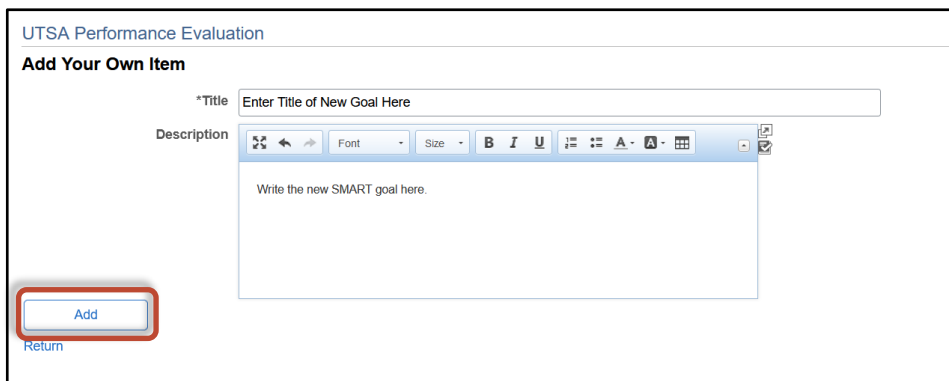 UTSA Performance Evaluation
Add Your Own Item
*Title Enter Title of New Goal Here
Description
Font Size B I U A A
Write the new SMART goal here.
Add
Return